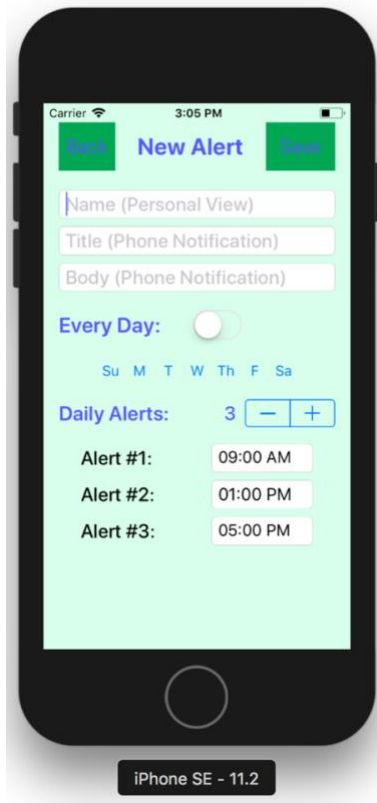 Carrier 3:05 PM
Back New Alert Save
Name (Personal View)
Title (Phone Notification)
Body (Phone Notification)
Every Day:
Su M T W Th F Sa
Daily Alerts: 3 − +
Alert #1: 09:00 AM
Alert #2: 01:00 PM
Alert #3: 05:00 PM
iPhone SE - 11.2